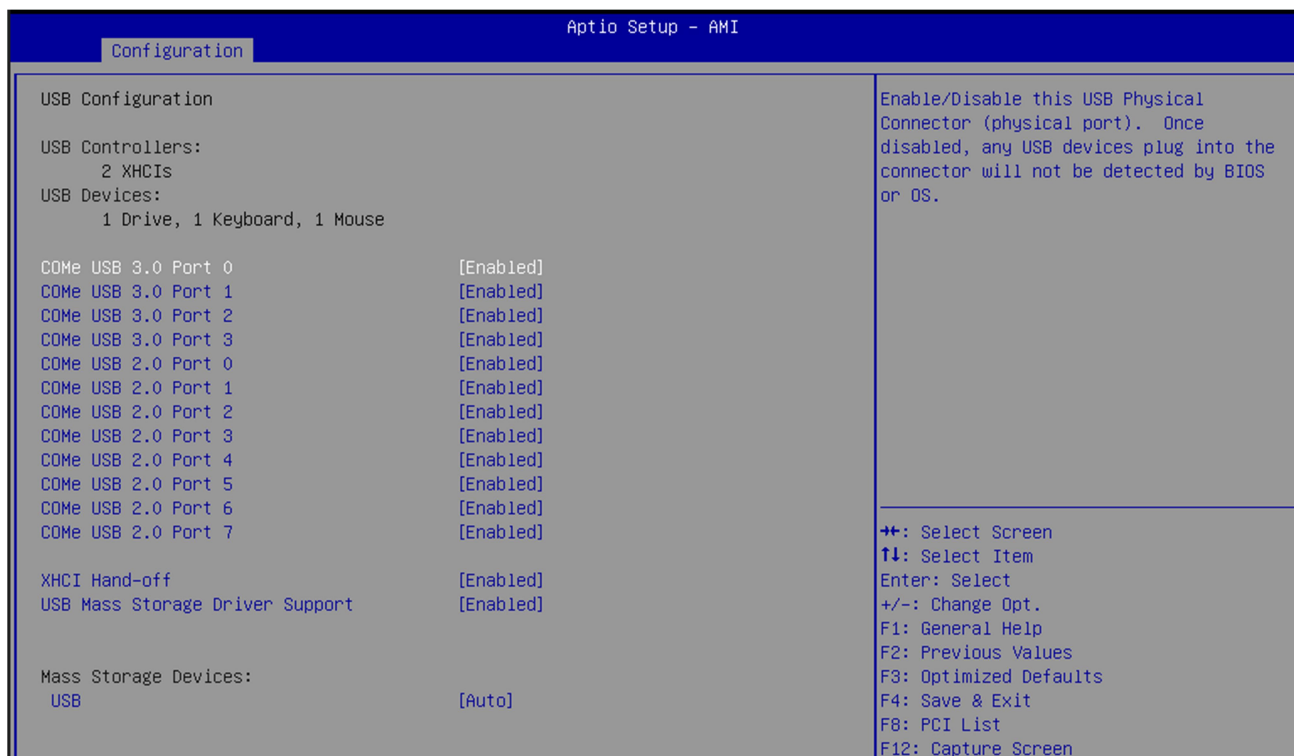 Aptio Setup – AMI
Configuration
USB Configuration
USB Controllers:
2 XHCIs
USB Devices:
1 Drive, 1 Keyboard, 1 Mouse
COMe USB 3.0 Port 0 [Enabled]
COMe USB 3.0 Port 1 [Enabled]
COMe USB 3.0 Port 2 [Enabled]
COMe USB 3.0 Port 3 [Enabled]
COMe USB 2.0 Port 0 [Enabled]
COMe USB 2.0 Port 1 [Enabled]
COMe USB 2.0 Port 2 [Enabled]
COMe USB 2.0 Port 3 [Enabled]
COMe USB 2.0 Port 4 [Enabled]
COMe USB 2.0 Port 5 [Enabled]
COMe USB 2.0 Port 6 [Enabled]
COMe USB 2.0 Port 7 [Enabled]
XHCI Hand-off [Enabled]
USB Mass Storage Driver Support [Enabled]
Mass Storage Devices:
USB [Auto]
Enable/Disable this USB Physical
Connector (physical port). Once
disabled, any USB devices plug into the
connector will not be detected by BIOS
or OS.
→←: Select Screen
↑↓: Select Item
Enter: Select
+/-: Change Opt.
F1: General Help
F2: Previous Values
F3: Optimized Defaults
F4: Save & Exit
F8: PCI List
F12: Capture Screen